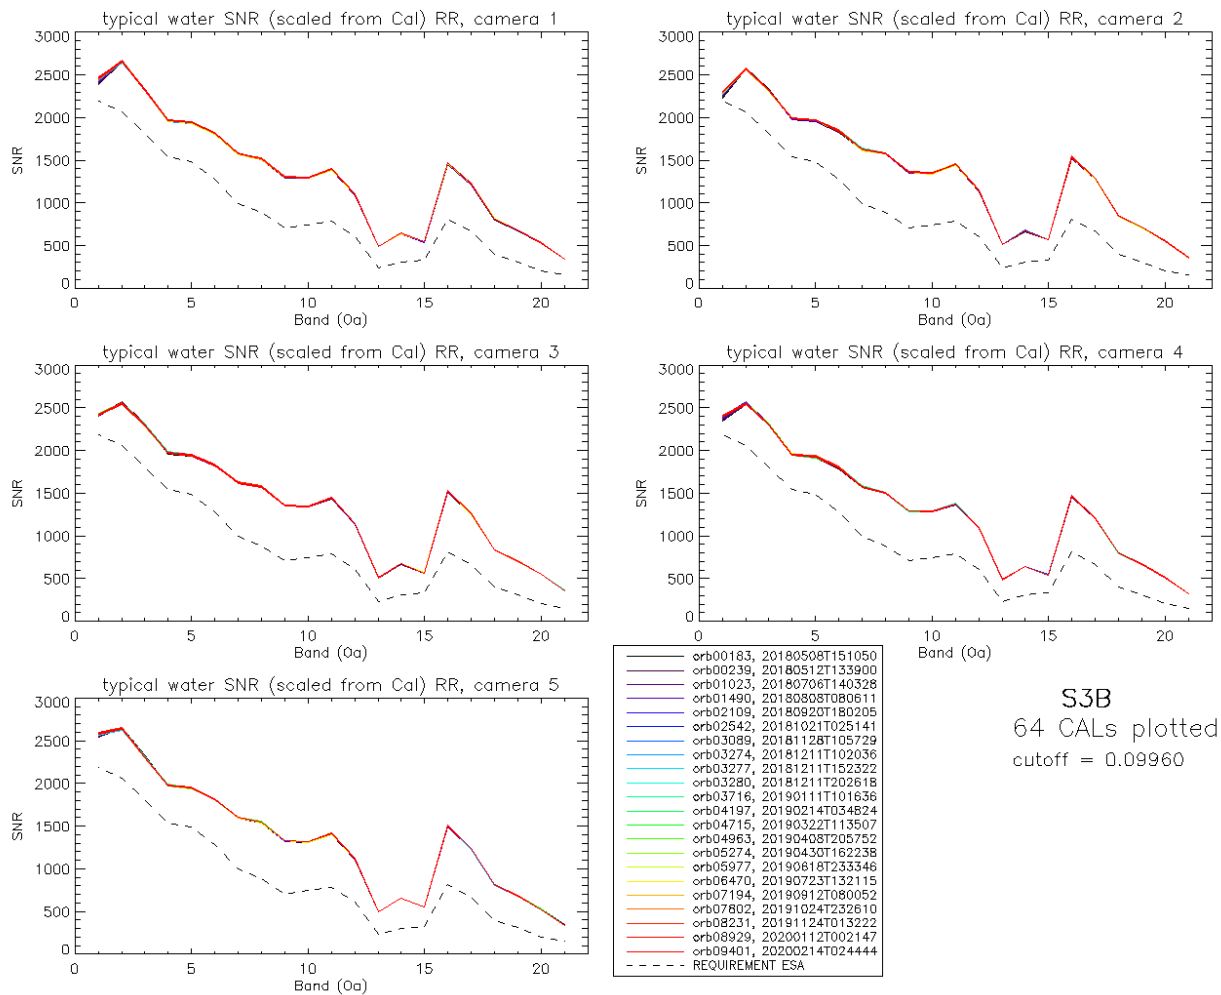 typical water SNR (scaled from Cal) RR, camera 1
3000
2500
2000
1500
1000
500
0
SNR
0 5 10 15 20
Band (Oa)
typical water SNR (scaled from Cal) RR, camera 2
3000
2500
2000
1500
1000
500
0
SNR
0 5 10 15 20
Band (Oa)
typical water SNR (scaled from Cal) RR, camera 3
3000
2500
2000
1500
1000
500
0
SNR
0 5 10 15 20
Band (Oa)
typical water SNR (scaled from Cal) RR, camera 4
3000
2500
2000
1500
1000
500
0
SNR
0 5 10 15 20
Band (Oa)
typical water SNR (scaled from Cal) RR, camera 5
3000
2500
2000
1500
1000
500
0
SNR
0 5 10 15 20
Band (Oa)
orb00183, 20180508T151050
orb00239, 20180512T133900
orb01023, 20180706T140328
orb01490, 20180808T080611
orb02109, 20180920T180205
orb02542, 20181021T025141
orb03089, 20181128T105729
orb03274, 20181211T102036
orb03277, 20181211T152322
orb03280, 20181211T202618
orb03716, 20190111T101636
orb04197, 20190214T034824
orb04715, 20190322T113507
orb04963, 20190408T205752
orb05274, 20190430T162238
orb05977, 20190618T233346
orb06470, 20190723T132115
orb07194, 20190912T080052
orb07802, 20191024T232610
orb08231, 20191124T013222
orb08929, 20200112T002147
orb09401, 20200214T024444
REQUIREMENT ESA
S3B
64 CALs plotted
cutoff = 0.09960